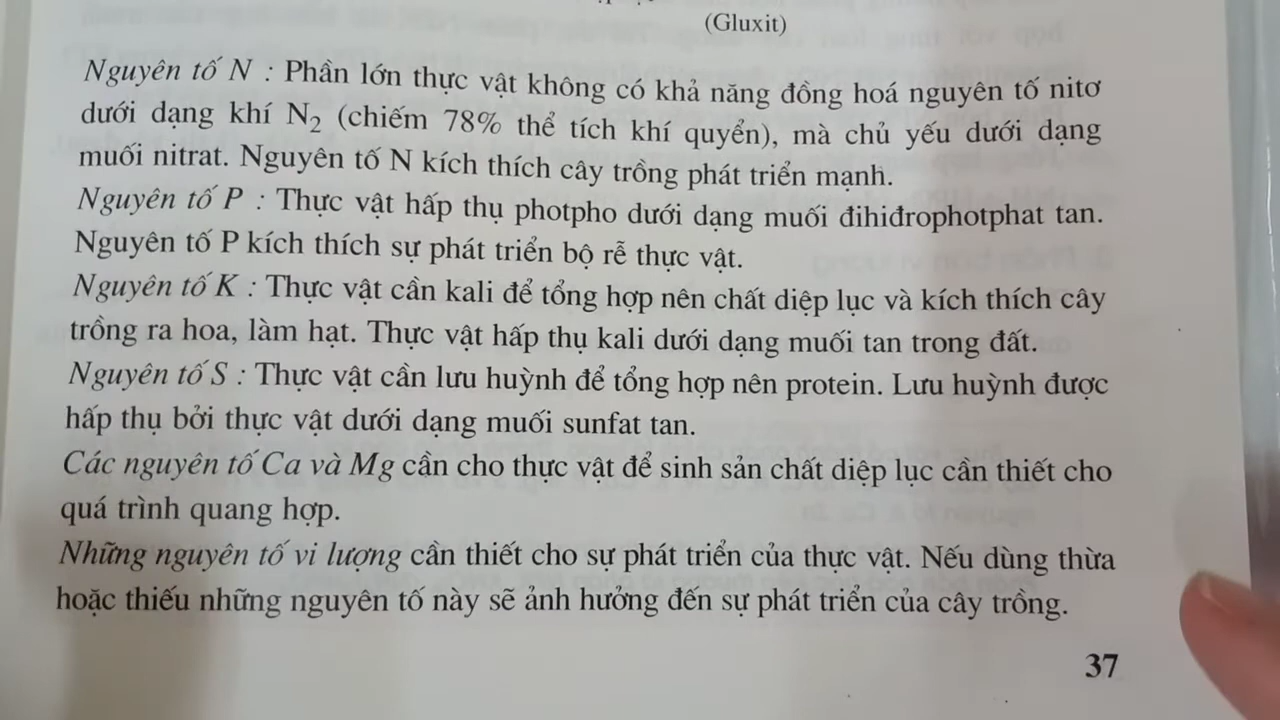 (Gluxit)
Nguyên tố N : Phần lớn thực vật không có khả năng đồng hoá nguyên tố nitơ
dưới dạng khí N₂ (chiếm 78% thể tích khí quyển), mà chủ yếu dưới dạng
muối nitrat. Nguyên tố N kích thích cây trồng phát triển mạnh.
Nguyên tố P : Thực vật hấp thụ photpho dưới dạng muối đihiđrophotphat tan.
Nguyên tố P kích thích sự phát triển bộ rễ thực vật.
Nguyên tố K : Thực vật cần kali để tổng hợp nên chất diệp lục và kích thích cây
trồng ra hoa, làm hạt. Thực vật hấp thụ kali dưới dạng muối tan trong đất.
Nguyên tố S : Thực vật cần lưu huỳnh để tổng hợp nên protein. Lưu huỳnh được
hấp thụ bởi thực vật dưới dạng muối sunfat tan.
Các nguyên tố Ca và Mg cần cho thực vật để sinh sản chất diệp lục cần thiết cho
quá trình quang hợp.
Những nguyên tố vi lượng cần thiết cho sự phát triển của thực vật. Nếu dùng thừa
hoặc thiếu những nguyên tố này sẽ ảnh hưởng đến sự phát triển của cây trồng.
37